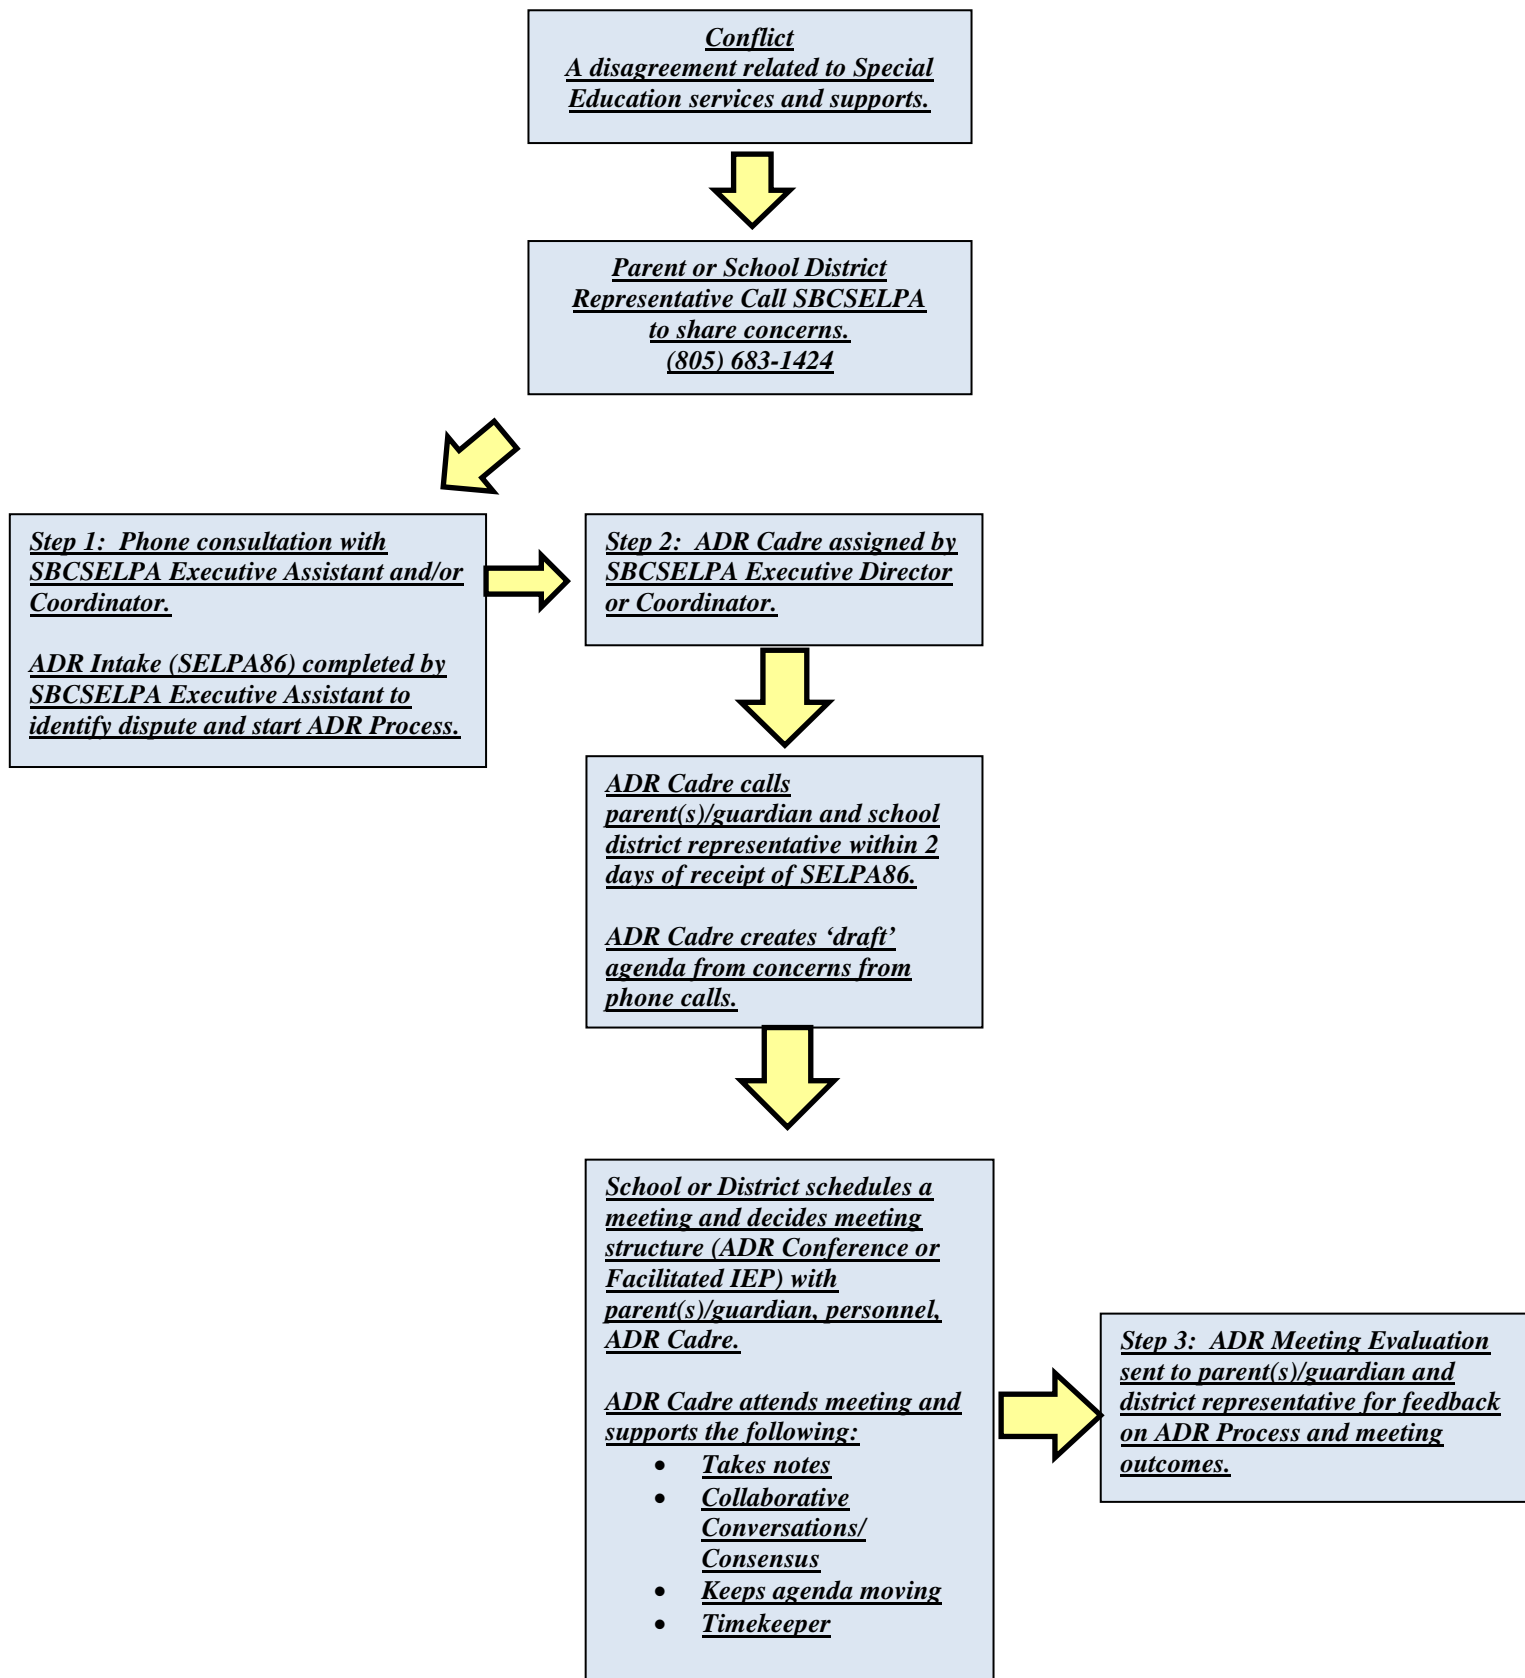 Conflict
A disagreement related to Special
Education services and supports.
Parent or School District
Representative Call SBCSELPA
to share concerns.
(805) 683-1424
Step 1:  Phone consultation with
SBCSELPA Executive Assistant and/or
Coordinator.
ADR Intake (SELPA86) completed by
SBCSELPA Executive Assistant to
identify dispute and start ADR Process.
Step 2:  ADR Cadre assigned by
SBCSELPA Executive Director
or Coordinator.
ADR Cadre calls
parent(s)/guardian and school
district representative within 2
days of receipt of SELPA86.
ADR Cadre creates ‘draft’
agenda from concerns from
phone calls.
School or District schedules a
meeting and decides meeting
structure (ADR Conference or
Facilitated IEP) with
parent(s)/guardian, personnel,
ADR Cadre.
ADR Cadre attends meeting and
supports the following:
• Takes notes
• Collaborative
Conversations/
Consensus
• Keeps agenda moving
• Timekeeper
Step 3:  ADR Meeting Evaluation
sent to parent(s)/guardian and
district representative for feedback
on ADR Process and meeting
outcomes.